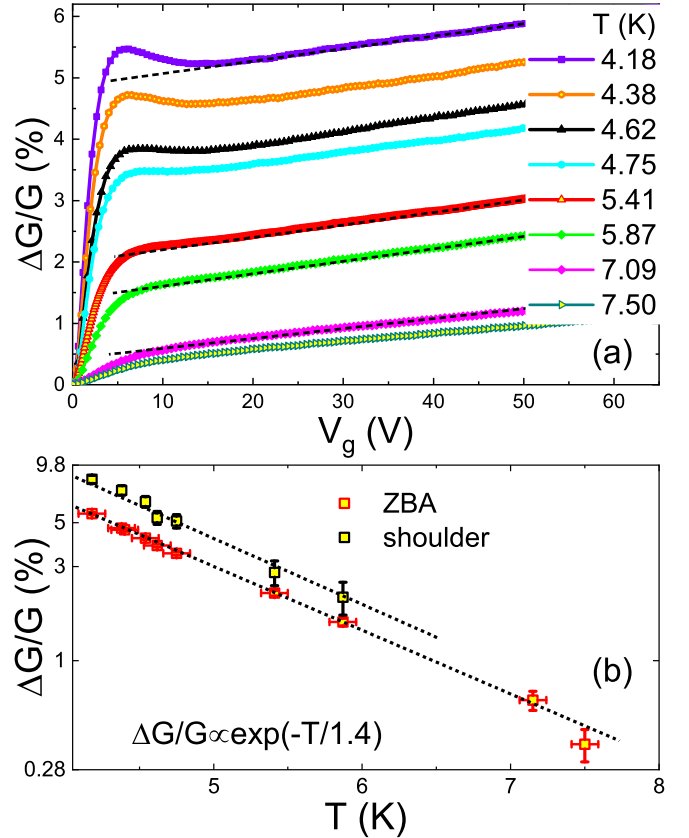 6
5
4
3
2
1
0
ΔG/G (%)
T (K)
4.18
4.38
4.62
4.75
5.41
5.87
7.09
7.50
(a)
0 10 20 30 40 50 60
V_g (V)
9.8
5
3
1
0.28
ΔG/G (%)
ZBA
shoulder
(b)
ΔG/G∝exp(-T/1.4)
5 6 7 8
T (K)